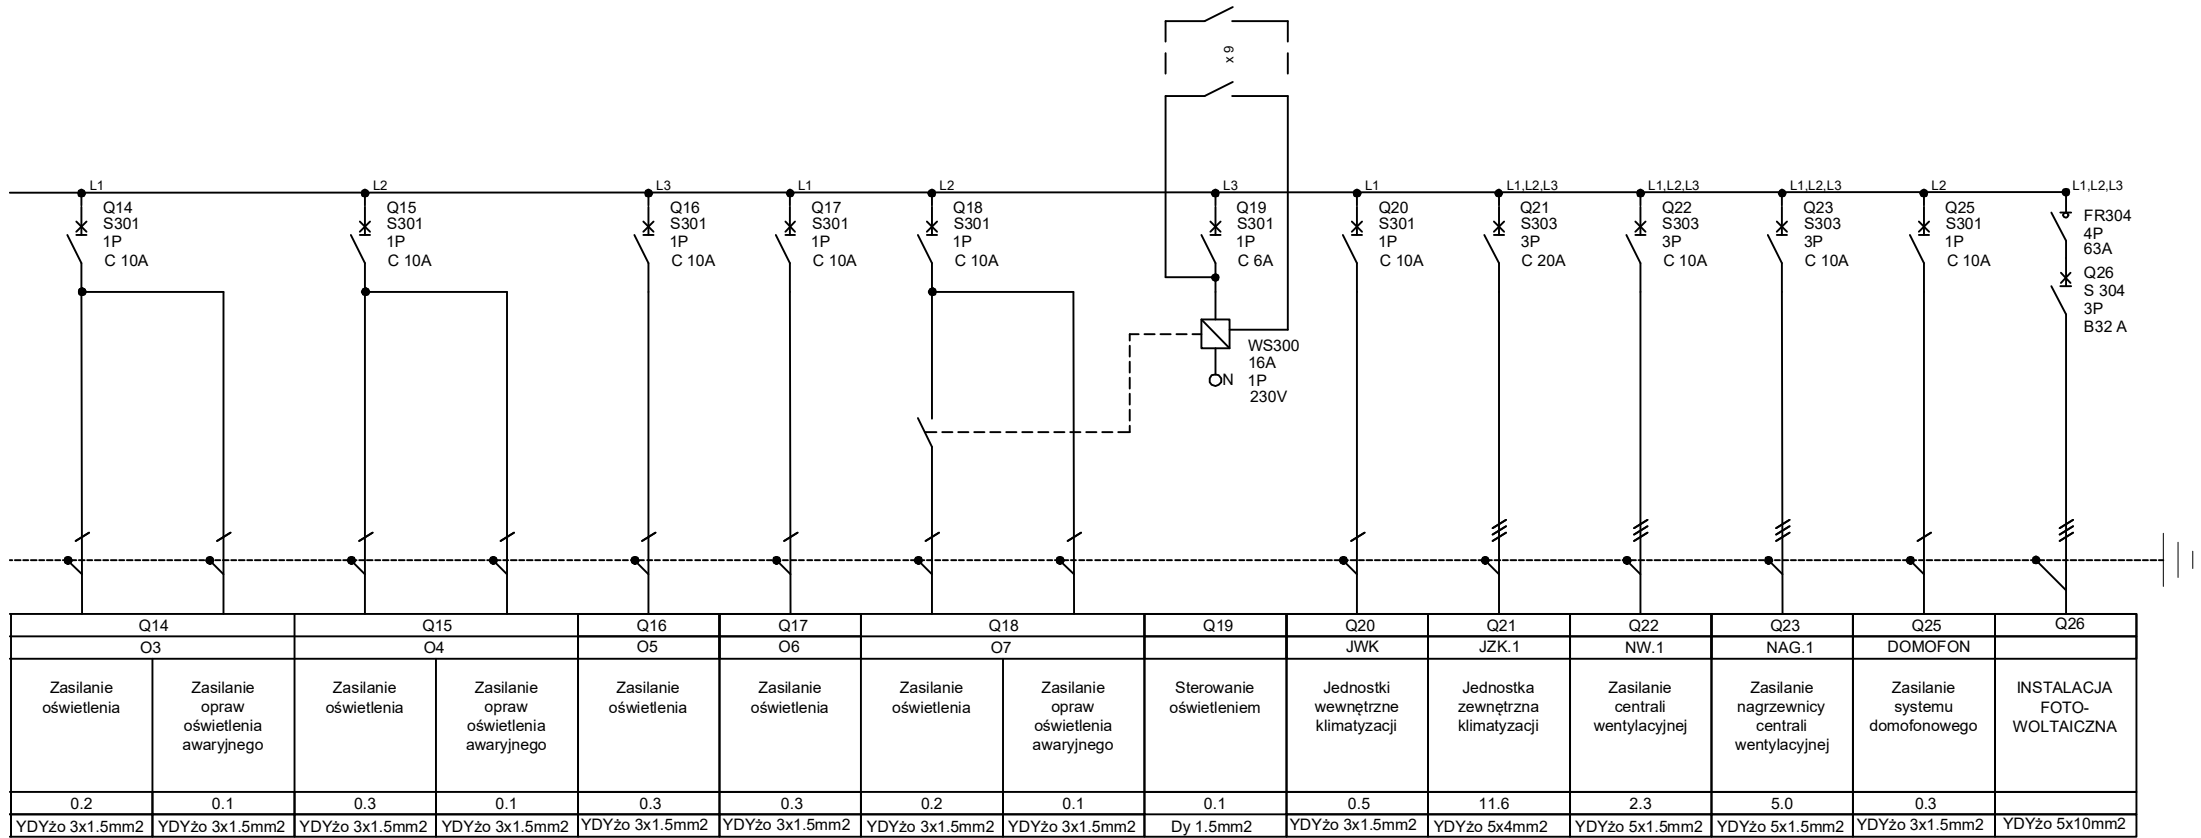 x 9
L1
L2
L3
L1
L2
L3
L1
L1,L2,L3
L1,L2,L3
L1,L2,L3
L2
L1,L2,L3
Q14
S301
1P
C 10A
Q15
S301
1P
C 10A
Q16
S301
1P
C 10A
Q17
S301
1P
C 10A
Q18
S301
1P
C 10A
Q19
S301
1P
C 6A
Q20
S301
1P
C 10A
Q21
S303
3P
C 20A
Q22
S303
3P
C 10A
Q23
S303
3P
C 10A
Q25
S301
1P
C 10A
FR304
4P
63A
Q26
S 304
3P
B32 A
WS300
16A
1P
230V
N
Q14 Q15 Q16 Q17 Q18 Q19 Q20 Q21 Q22 Q23 Q25 Q26
O3 O4 O5 O6 O7 JWK JZK.1 NW.1 NAG.1 DOMOFON
Zasilanie
oświetlenia
Zasilanie
opraw
oświetlenia
awaryjnego
Zasilanie
oświetlenia
Zasilanie
opraw
oświetlenia
awaryjnego
Zasilanie
oświetlenia
Zasilanie
oświetlenia
Zasilanie
oświetlenia
Zasilanie
opraw
oświetlenia
awaryjnego
Sterowanie
oświetleniem
Jednostki
wewnętrzne
klimatyzacji
Jednostka
zewnętrzna
klimatyzacji
Zasilanie
centrali
wentylacyjnej
Zasilanie
nagrzewnicy
centrali
wentylacyjnej
Zasilanie
systemu
domofonowego
INSTALACJA
FOTO-
WOLTAICZNA
0.2 0.1 0.3 0.1 0.3 0.3 0.2 0.1 0.1 0.5 11.6 2.3 5.0 0.3
YDYżo 3x1.5mm2 YDYżo 3x1.5mm2 YDYżo 3x1.5mm2 YDYżo 3x1.5mm2 YDYżo 3x1.5mm2 YDYżo 3x1.5mm2 YDYżo 3x1.5mm2 YDYżo 3x1.5mm2 Dy 1.5mm2 YDYżo 3x1.5mm2 YDYżo 5x4mm2 YDYżo 5x1.5mm2 YDYżo 5x1.5mm2 YDYżo 3x1.5mm2 YDYżo 5x10mm2